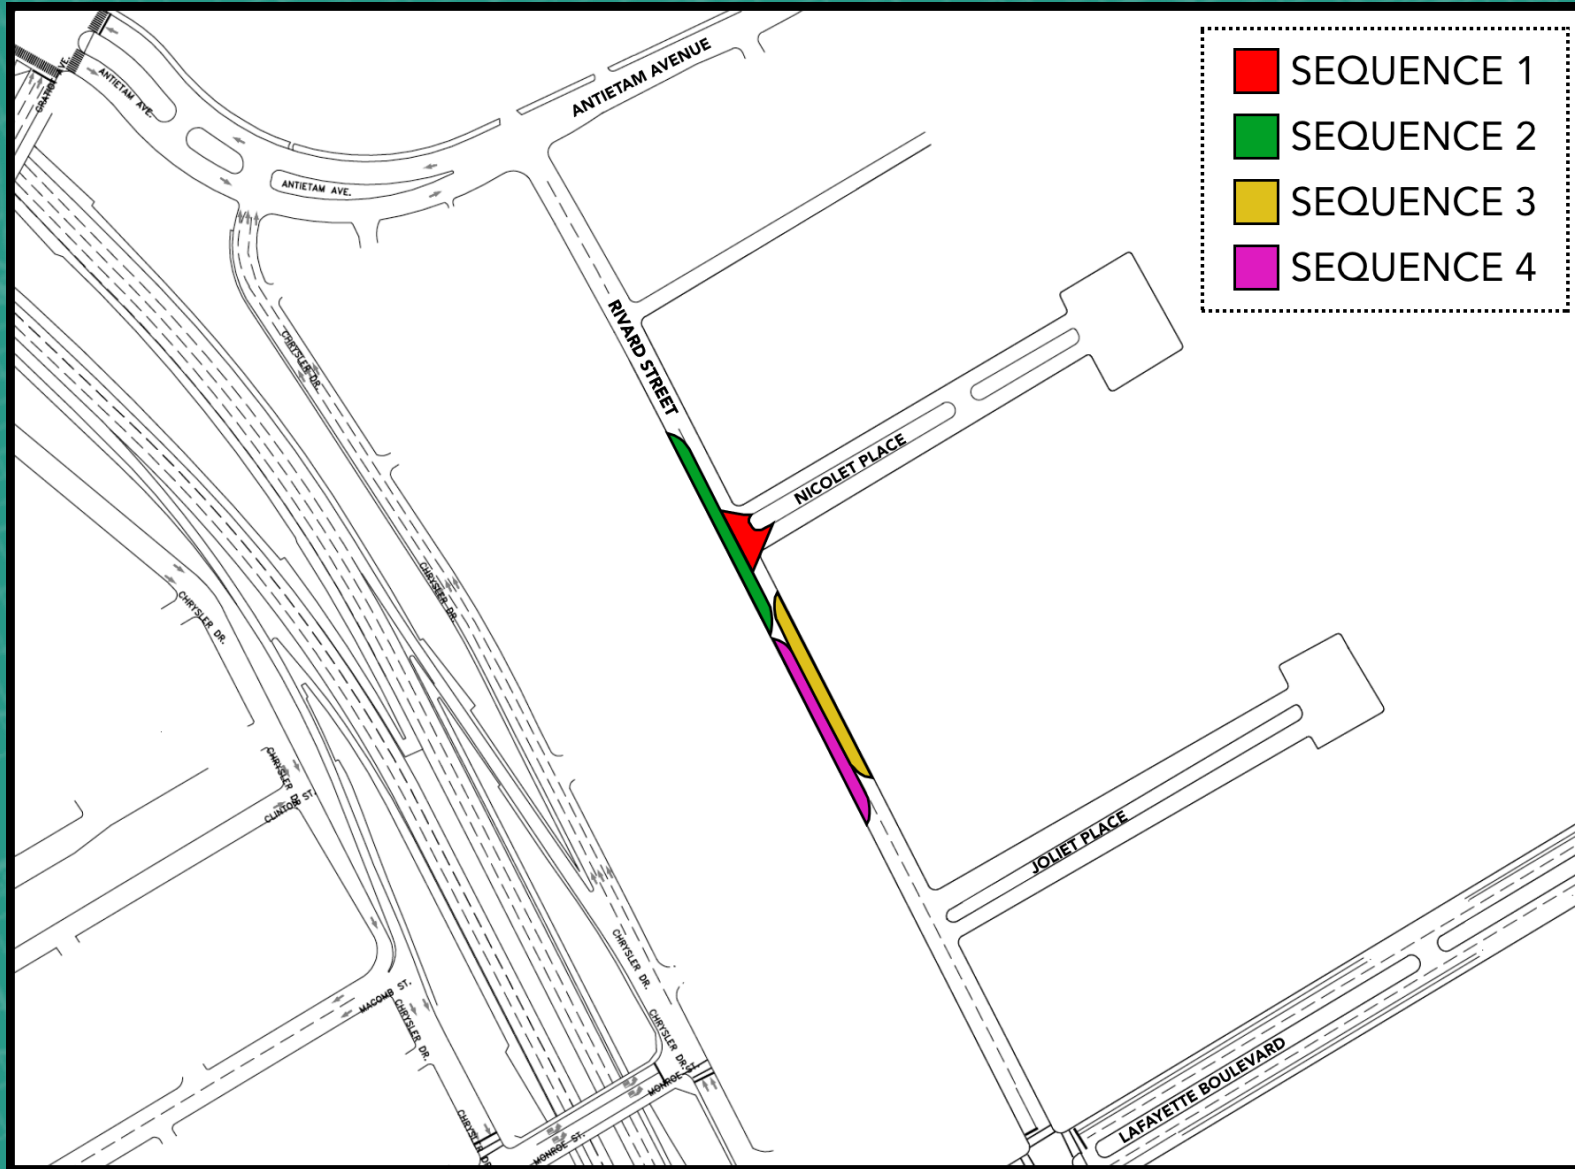 SEQUENCE 1
SEQUENCE 2
SEQUENCE 3
SEQUENCE 4
ANTIETAM AVENUE
GRATIOT AVE.
ANTIETAM AVE.
ANTIETAM AVE.
RIVARD STREET
CHRYSLER DR.
NICOLET PLACE
CHRYSLER DR.
CHRYSLER DR.
CHRYSLER DR.
CLINTON ST.
JOLIET PLACE
CHRYSLER DR.
MACOMB ST.
CHRYSLER DR.
CHRYSLER DR.
MONROE ST.
LAFAYETTE BOULEVARD
CHRYSLER DR.
MONROE ST.